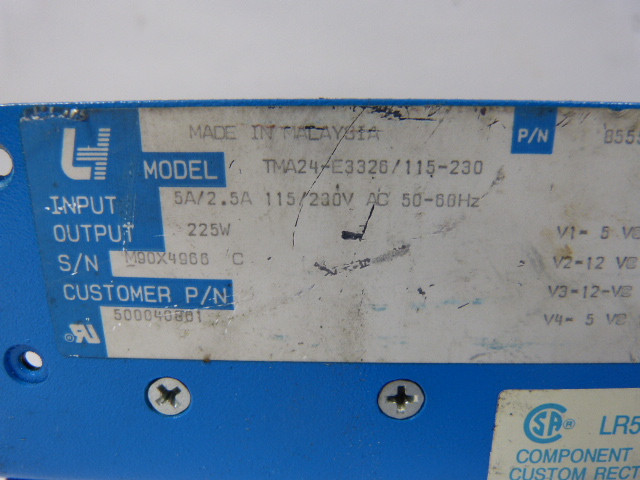 MADE IN MALAYSIA P/N
MODEL TMA24-E3326/115-230
INPUT 5A/2.5A 115/230V AC 50-60Hz
OUTPUT 225W V1- 5
S/N C V2-12
CUSTOMER P/N V3-12
V4- 5
CSA® LR5
COMPONENT
CUSTOM RECT